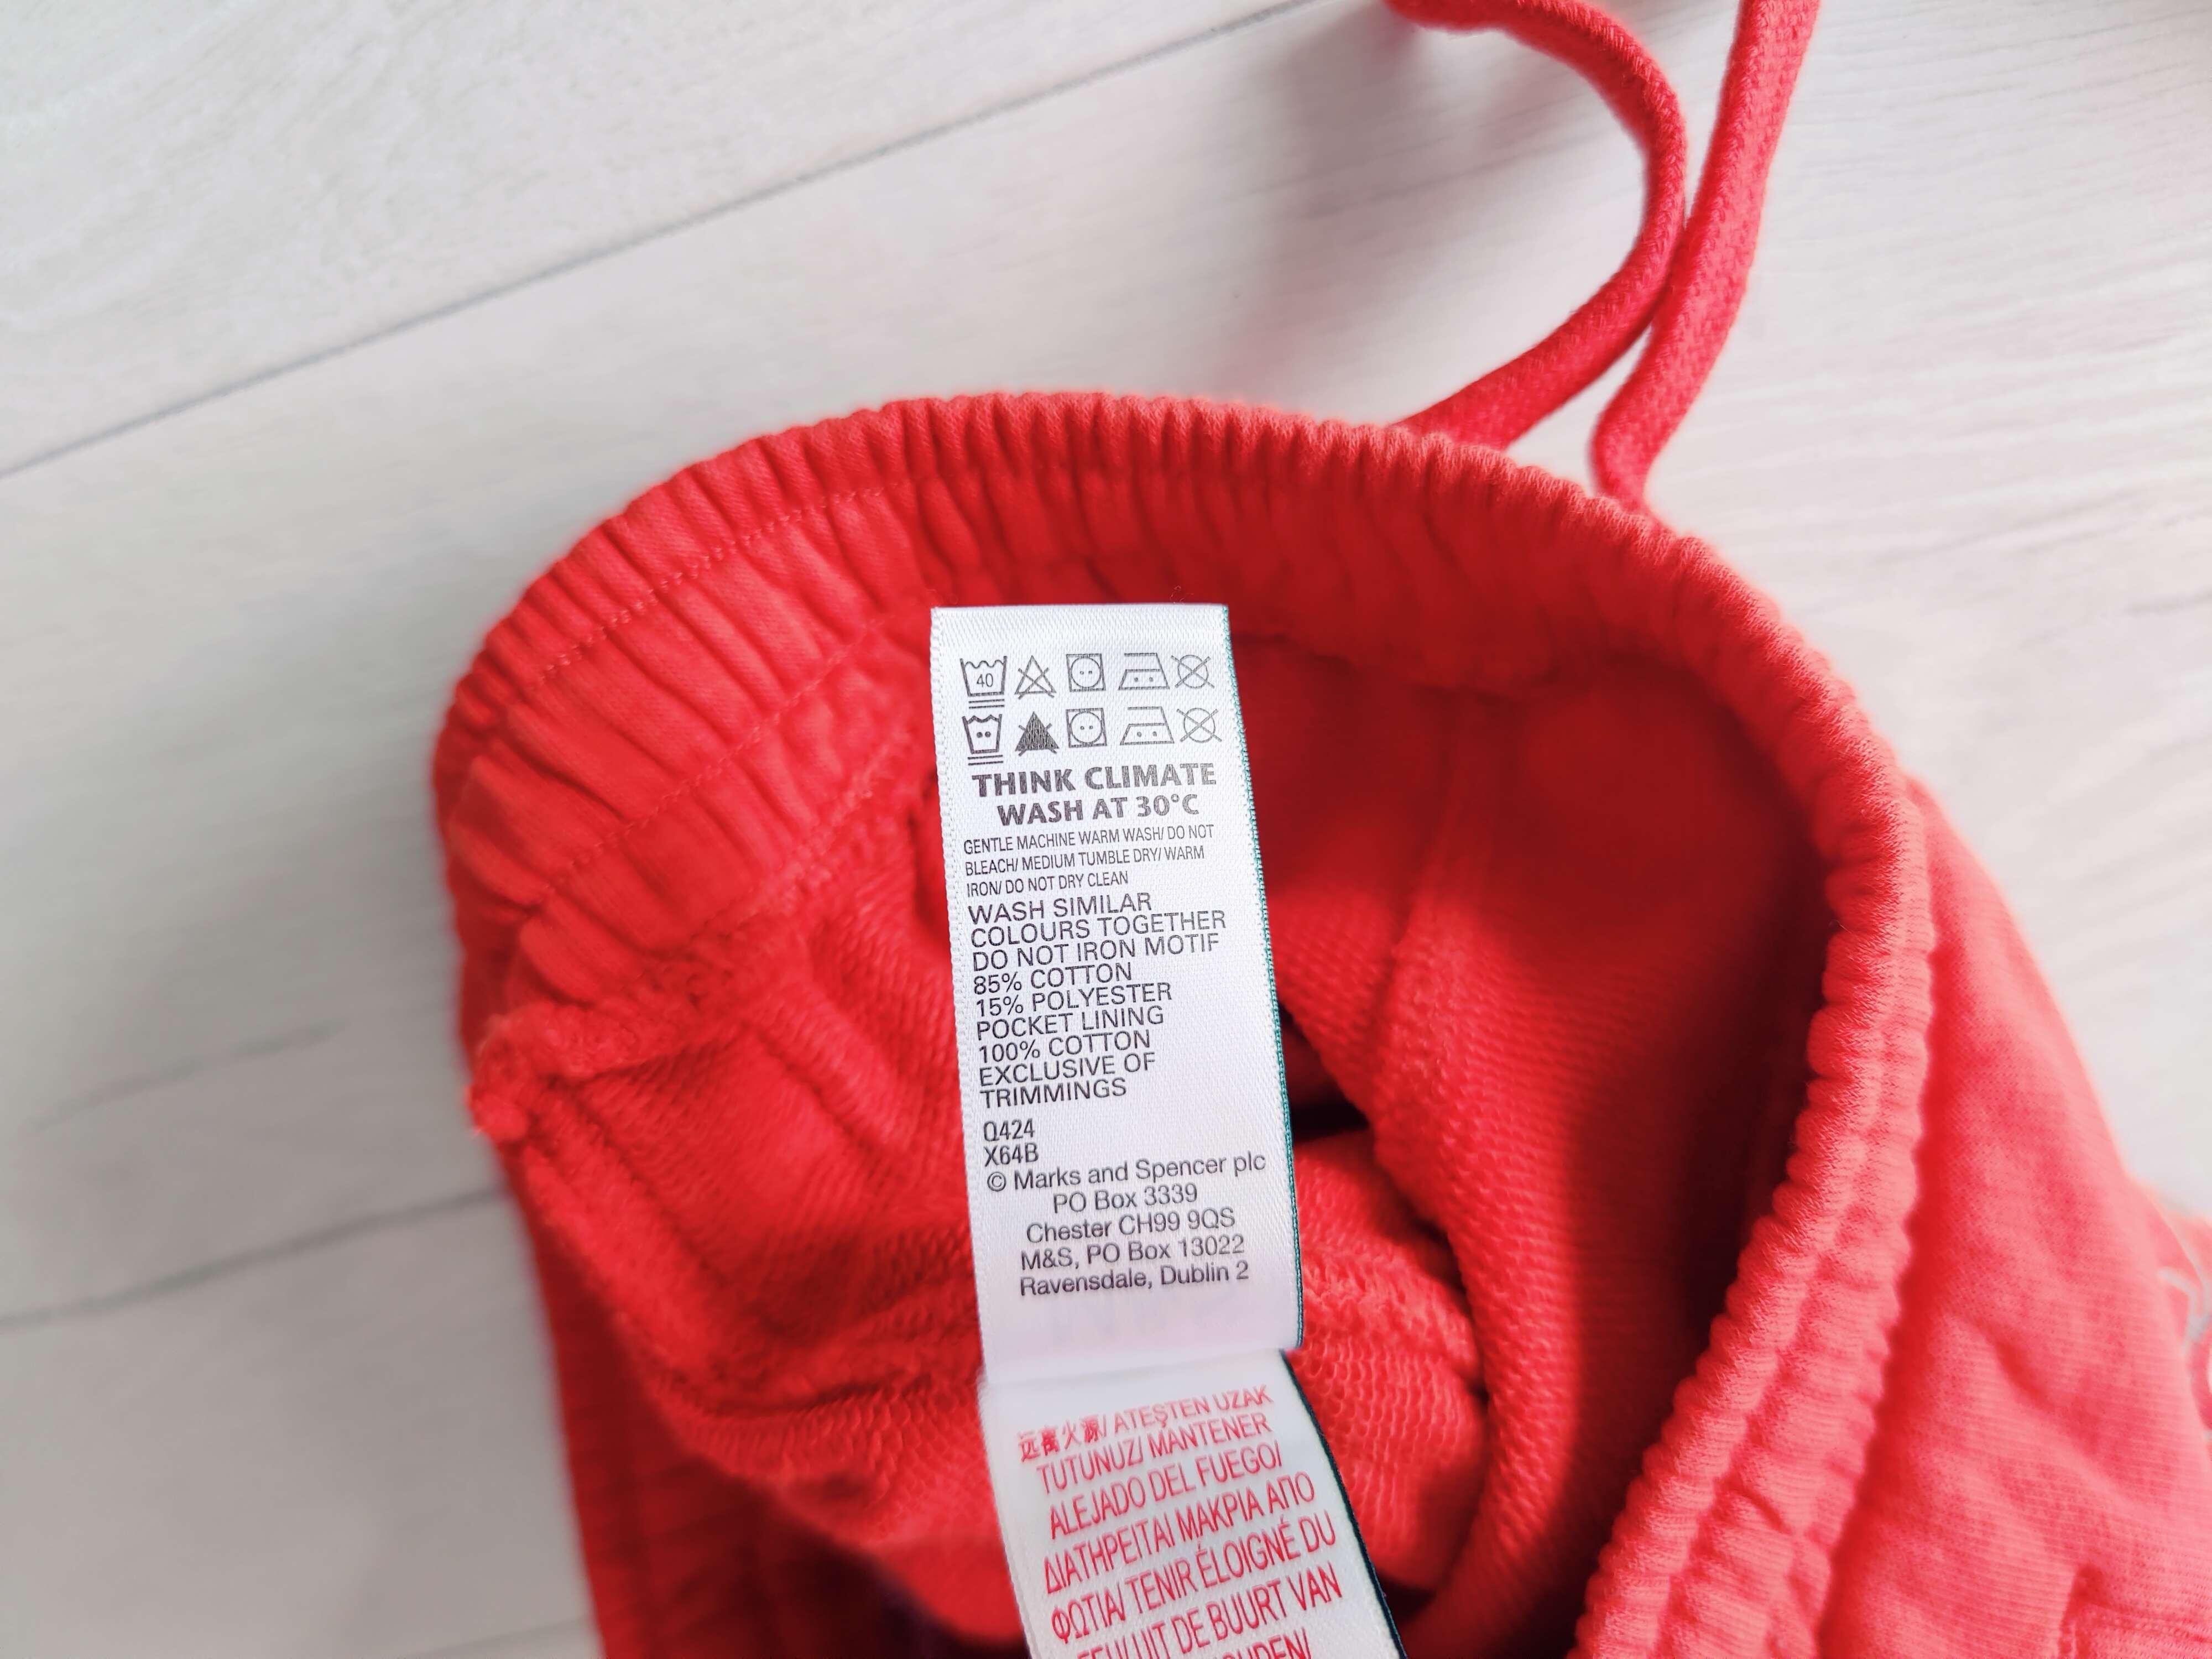 40
THINK CLIMATE
WASH AT 30°C
GENTLE MACHINE WARM WASH/ DO NOT
BLEACH/ MEDIUM TUMBLE DRY/ WARM
IRON/ DO NOT DRY CLEAN
WASH SIMILAR
COLOURS TOGETHER
DO NOT IRON MOTIF
85% COTTON
15% POLYESTER
POCKET LINING
100% COTTON
EXCLUSIVE OF
TRIMMINGS
Q424
X64B
© Marks and Spencer plc
PO Box 3339
Chester CH99 9QS
M&S, PO Box 13022
Ravensdale, Dublin 2
远离火源/ ATEŞTEN UZAK
TUTUNUZ/ MANTENER
ALEJADO DEL FUEGO/
ΔΙΑΤΗΡΕΙΤΑΙ ΜΑΚΡΙΑ ΑΠΟ
ΦΩΤΙΑ/ TENIR ÉLOIGNÉ DU
FEU/ UIT DE BUURT VAN